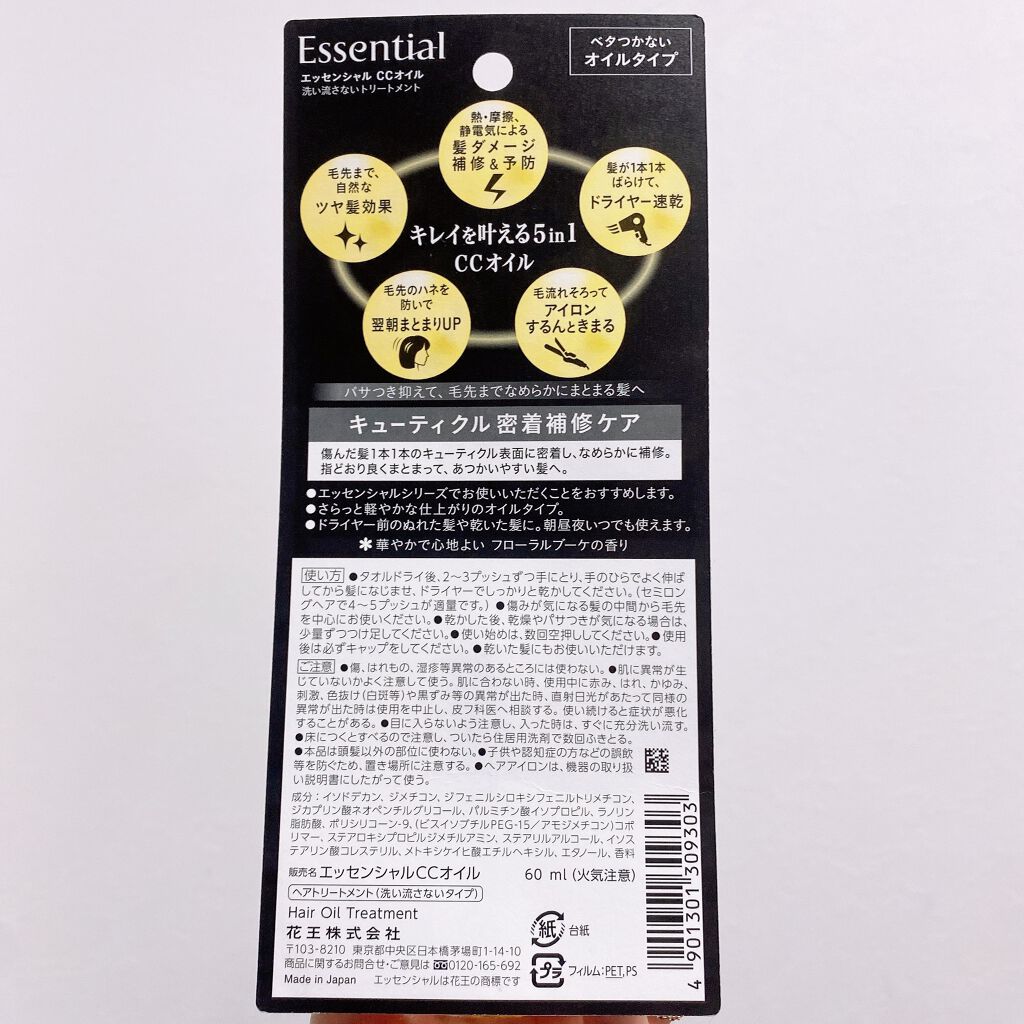 Essential
エッセンシャル CCオイル
洗い流さないトリートメント
ベタつかない
オイルタイプ
熱・摩擦、
静電気による
髪ダメージ
補修&予防
毛先まで、
自然な
ツヤ髪効果
髪が1本1本
ばらけて、
ドライヤー速乾
キレイを叶える5in1
CCオイル
毛先のハネを
防いで
翌朝まとまりUP
毛流れそろって
アイロン
するんときまる
パサつき抑えて、毛先までなめらかにまとまる髪へ
キューティクル 密着補修ケア
傷んだ髪1本1本のキューティクル表面に密着し、なめらかに補修。
指どおり良くまとまって、あつかいやすい髪へ。
●エッセンシャルシリーズでお使いいただくことをおすすめします。
●さらっと軽やかな仕上がりのオイルタイプ。
●ドライヤー前のぬれた髪や乾いた髪に。朝昼夜いつでも使えます。
✻華やかで心地よい フローラルブーケの香り
使い方 ●タオルドライ後、2〜3プッシュずつ手にとり、手のひらでよく伸ば
してから髪になじませ、ドライヤーでしっかりと乾かしてください。(セミロン
グヘアで4〜5プッシュが適量です。) ●傷みが気になる髪の中間から毛先
を中心にお使いください。●乾かした後、乾燥やパサつきが気になる場合は、
少量ずつつけ足してください。●使い始めは、数回空押ししてください。●使用
後は必ずキャップをしてください。●乾いた髪にもお使いいただけます。
ご注意 ●傷、はれもの、湿疹等異常のあるところには使わない。●肌に異常が生
じていないかよく注意して使う。肌に合わない時、使用中に赤み、はれ、かゆみ、
刺激、色抜け(白斑等)や黒ずみ等の異常が出た時、直射日光があたって同様の
異常が出た時は使用を中止し、皮フ科医へ相談する。使い続けると症状が悪化
することがある。●目に入らないよう注意し、入った時は、すぐに充分洗い流す。
●床につくとすべるので注意し、ついたら住居用洗剤で数回ふきとる。
●本品は頭髪以外の部位に使わない。●子供や認知症の方などの誤飲
等を防ぐため、置き場所に注意する。●ヘアアイロンは、機器の取り扱
い説明書にしたがって使う。
成分:イソドデカン、ジメチコン、ジフェニルシロキシフェニルトリメチコン、
ジカプリン酸ネオペンチルグリコール、パルミチン酸イソプロピル、ラノリン
脂肪酸、ポリシリコーン-9、(ビスイソブチルPEG-15/アモジメチコン)コポ
リマー、ステアロキシプロピルジメチルアミン、ステアリルアルコール、イソス
テアリン酸コレステリル、メトキシケイヒ酸エチルヘキシル、エタノール、香料
販売名 エッセンシャルCCオイル 60 ml (火気注意)
ヘアトリートメント(洗い流さないタイプ)
Hair Oil Treatment
花王株式会社
〒103-8210 東京都中央区日本橋茅場町1-14-10
商品に関するお問合せ・ご意見は 0120-165-692
Made in Japan エッセンシャルは花王の商標です
紙 台紙
プラ フィルム:PET,PS
4 901301 309303